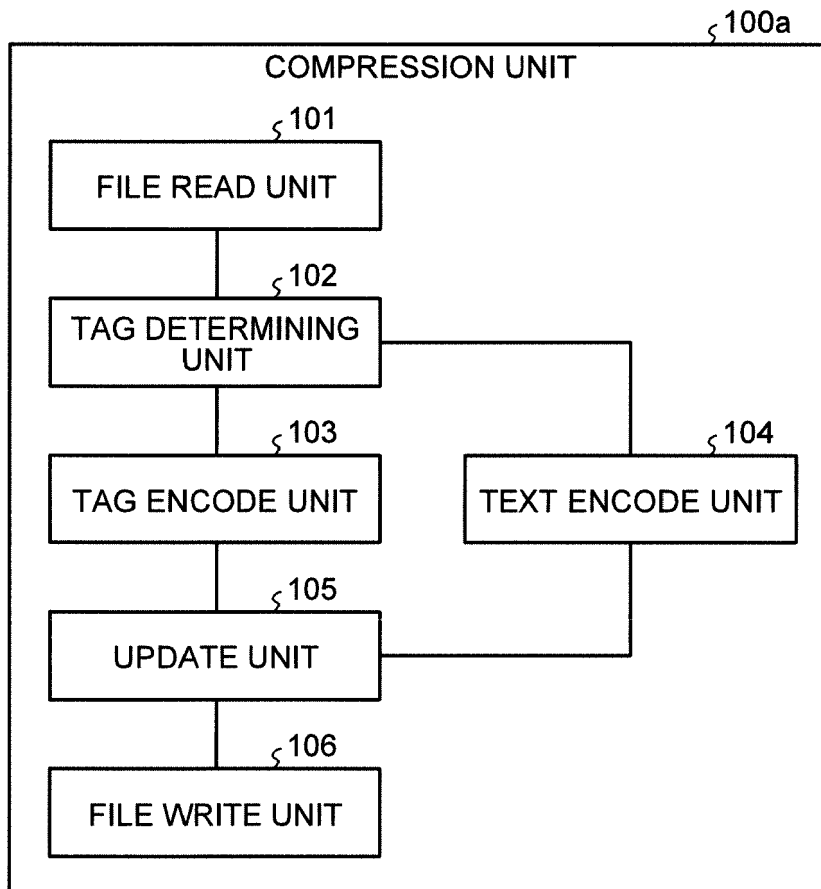 100a
COMPRESSION UNIT
101
FILE READ UNIT
102
TAG DETERMINING
UNIT
103
TAG ENCODE UNIT
104
TEXT ENCODE UNIT
105
UPDATE UNIT
106
FILE WRITE UNIT